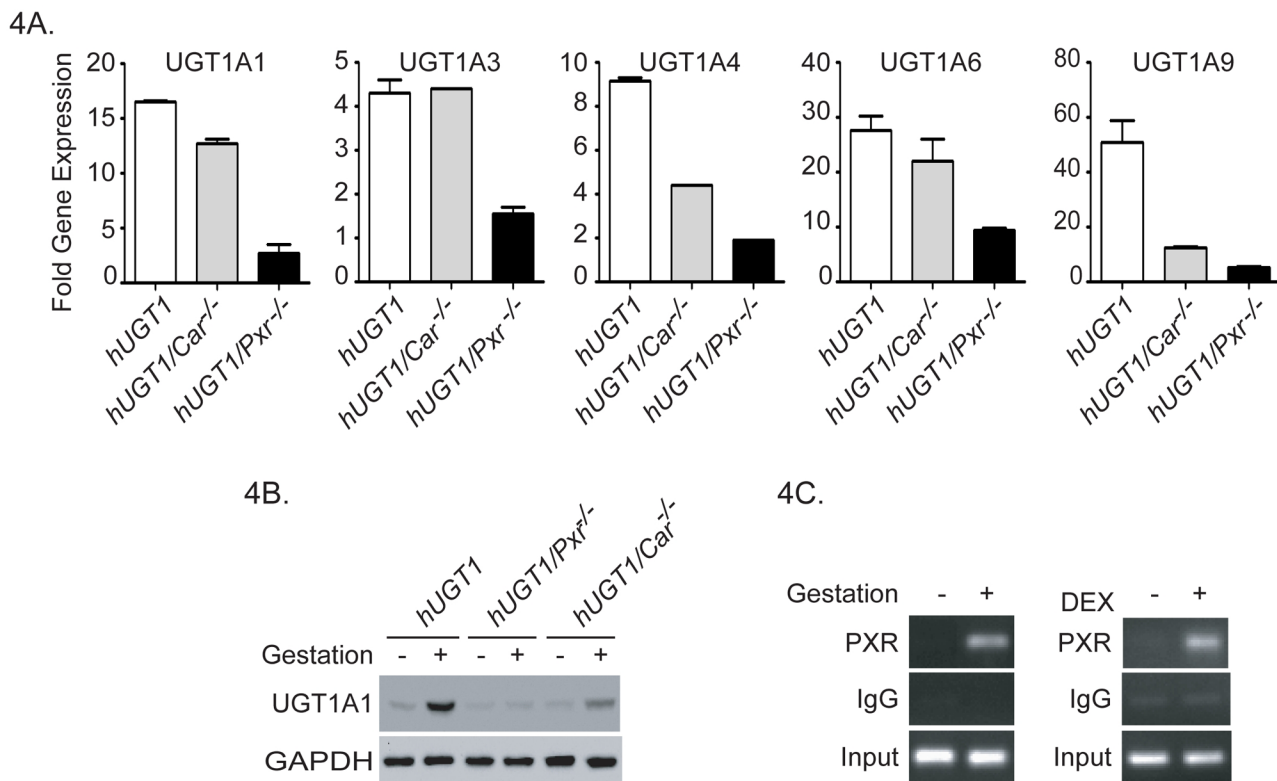 4A.
UGT1A1 UGT1A3 UGT1A4 UGT1A6 UGT1A9
Fold Gene Expression
20 15 10 5 0
5 4 3 2 1 0
10 8 6 4 2 0
40 30 20 10 0
80 60 40 20 0
hUGT1 hUGT1/Car-/- hUGT1/Pxr-/-
hUGT1 hUGT1/Car-/- hUGT1/Pxr-/-
hUGT1 hUGT1/Car-/- hUGT1/Pxr-/-
hUGT1 hUGT1/Car-/- hUGT1/Pxr-/-
hUGT1 hUGT1/Car-/- hUGT1/Pxr-/-
4B.
hUGT1 hUGT1/Pxr-/- hUGT1/Car-/-
Gestation - + - + - +
UGT1A1
GAPDH
4C.
Gestation - +
PXR
IgG
Input
DEX - +
PXR
IgG
Input